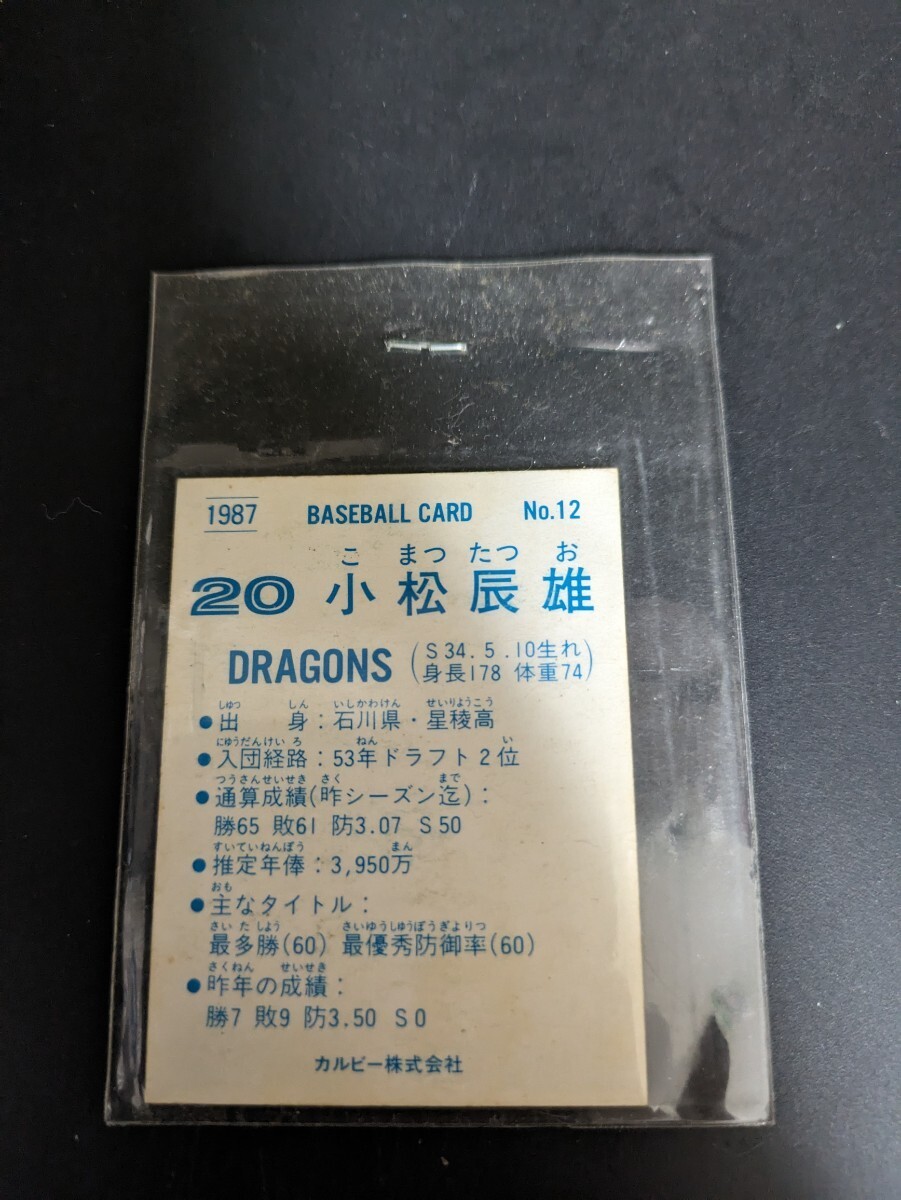 1987 BASEBALL CARD No.12
こ まつ たつ お
20 小松辰雄
DRAGONS (S34.5.10生れ
身長178 体重74)
しゅつ しん いしかわけん せいりょうこう
●出 身：石川県・星稜高
にゅうだんけいろ ねん い
●入団経路：53年ドラフト2位
つうさんせいせき さく まで
●通算成績(昨シーズン迄)：
勝65 敗61 防3.07 S50
すいていねんぽう まん
●推定年俸：3,950万
おも
●主なタイトル：
さいたしょう さいゆうしゅうぼうぎょりつ
最多勝(60) 最優秀防御率(60)
さくねん せいせき
●昨年の成績：
勝7 敗9 防3.50 S0
カルビー株式会社